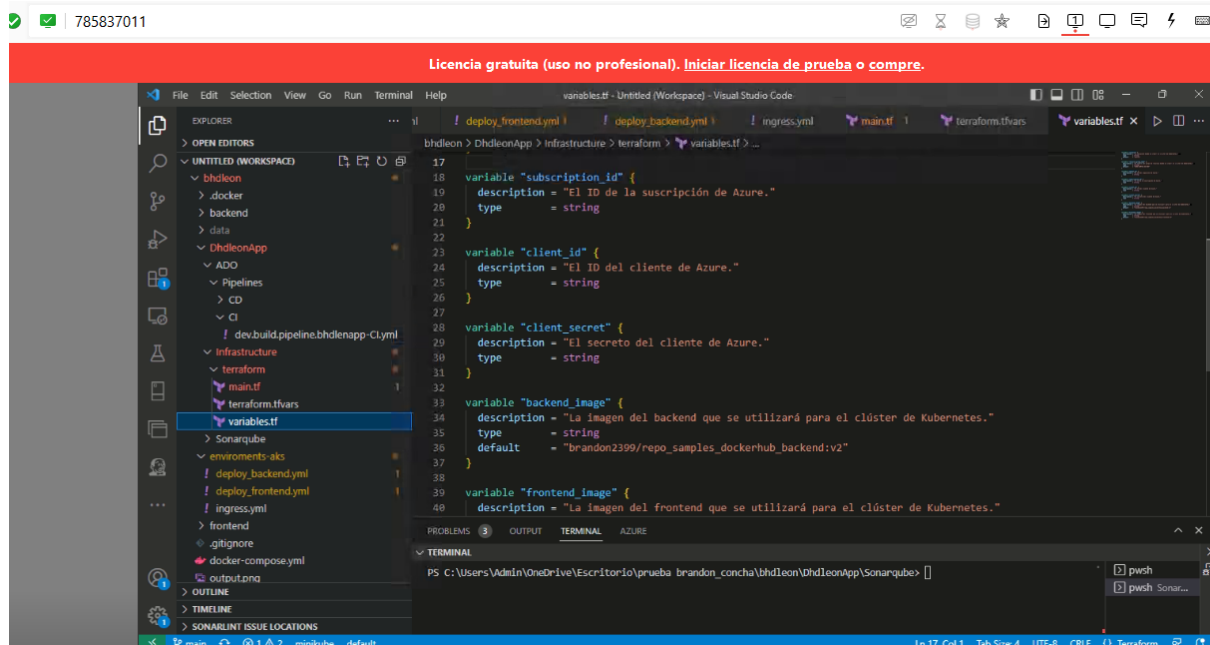 785837011
1
Licencia gratuita (uso no profesional). Iniciar licencia de prueba o compre.
File Edit Selection View Go Run Terminal Help
variables.tf - Untitled (Workspace) - Visual Studio Code
EXPLORER
deploy_frontend.yml 1
deploy_backend.yml 1
ingress.yml
main.tf 1
terraform.tfvars
variables.tf
bhdleon > DhdleonApp > Infrastructure > terraform > variables.tf > ...
OPEN EDITORS
UNTITLED (WORKSPACE)
bhdleon
.docker
backend
data
DhdleonApp
ADO
Pipelines
CD
CI
dev.build.pipeline.bhdlenapp-CI.yml
Infrastructure
terraform
main.tf 1
terraform.tfvars
variables.tf
Sonarqube
enviroments-aks
deploy_backend.yml 1
deploy_frontend.yml 1
ingress.yml
frontend
.gitignore
docker-compose.yml
output.png
OUTLINE
TIMELINE
SONARLINT ISSUE LOCATIONS
17
18 variable "subscription_id" {
19 description = "El ID de la suscripción de Azure."
20 type = string
21 }
22
23 variable "client_id" {
24 description = "El ID del cliente de Azure."
25 type = string
26 }
27
28 variable "client_secret" {
29 description = "El secreto del cliente de Azure."
30 type = string
31 }
32
33 variable "backend_image" {
34 description = "La imagen del backend que se utilizará para el clúster de Kubernetes."
35 type = string
36 default = "brandon2399/repo_samples_dockerhub_backend:v2"
37 }
38
39 variable "frontend_image" {
40 description = "La imagen del frontend que se utilizará para el clúster de Kubernetes."
PROBLEMS 3 OUTPUT TERMINAL AZURE
TERMINAL
PS C:\Users\Admin\OneDrive\Escritorio\prueba brandon_concha\bhdleon\DhdleonApp\Sonarqube>
pwsh
pwsh Sonar...
main 1 2 minikube default
Ln 17, Col 1 Tab Size: 4 UTF-8 CRLF {} Terraform